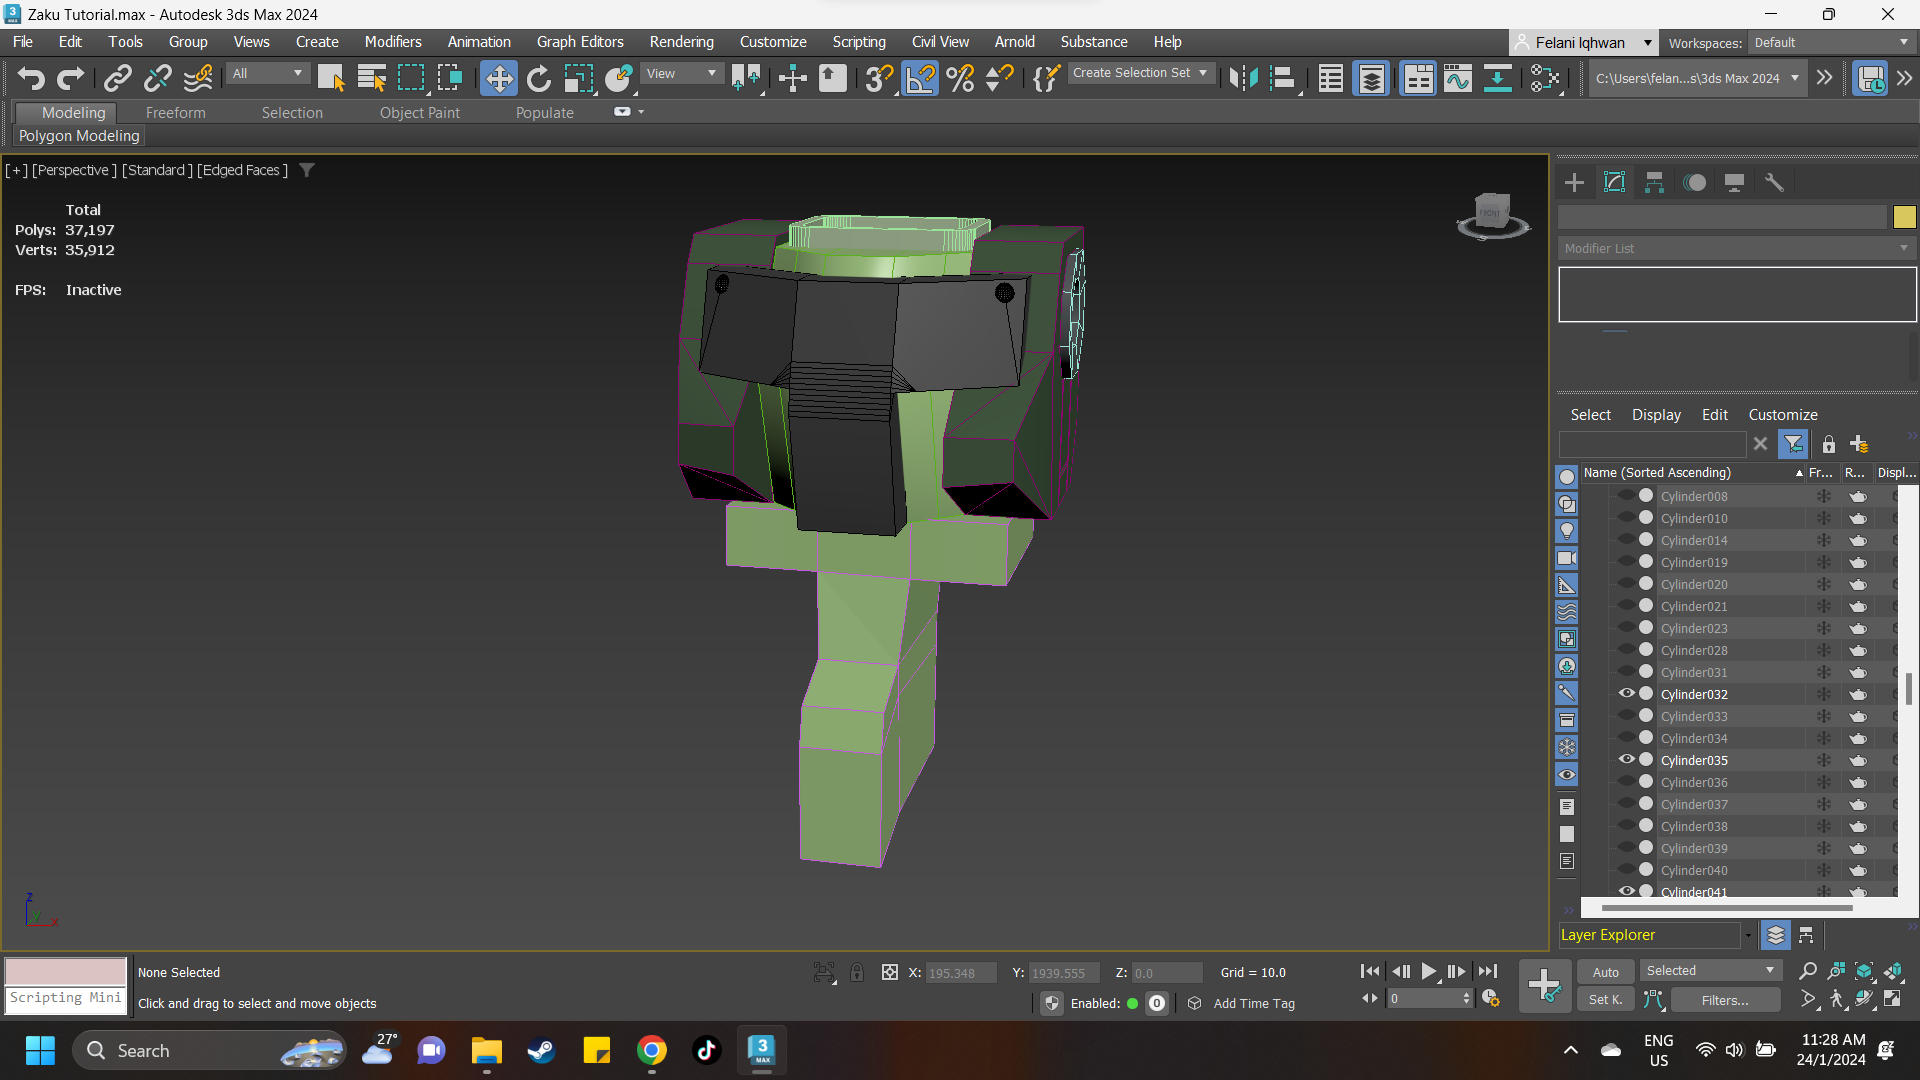 Zaku Tutorial.max - Autodesk 3ds Max 2024
File Edit Tools Group Views Create Modifiers Animation Graph Editors Rendering Customize Scripting Civil View Arnold Substance Help
Felani Iqhwan
Workspaces: Default
All
View
Create Selection Set
C:\Users\felan...s\3ds Max 2024
Modeling Freeform Selection Object Paint Populate
Polygon Modeling
[+] [Perspective ] [Standard ] [Edged Faces ]
Total
Polys: 37,197
Verts: 35,912
FPS: Inactive
FRONT
Modifier List
Select Display Edit Customize
Name (Sorted Ascending) Fr... R... Displ...
Cylinder008
Cylinder010
Cylinder014
Cylinder019
Cylinder020
Cylinder021
Cylinder023
Cylinder028
Cylinder031
Cylinder032
Cylinder033
Cylinder034
Cylinder035
Cylinder036
Cylinder037
Cylinder038
Cylinder039
Cylinder040
Cylinder041
z
y
x
Layer Explorer
None Selected
X: 195.348 Y: 1939.555 Z: 0.0 Grid = 10.0
Auto Selected
Scripting Mini
Click and drag to select and move objects
Enabled: 0 Add Time Tag
0
Set K. Filters...
Search
27°
3
MAX
ENG
US
11:28 AM
24/1/2024